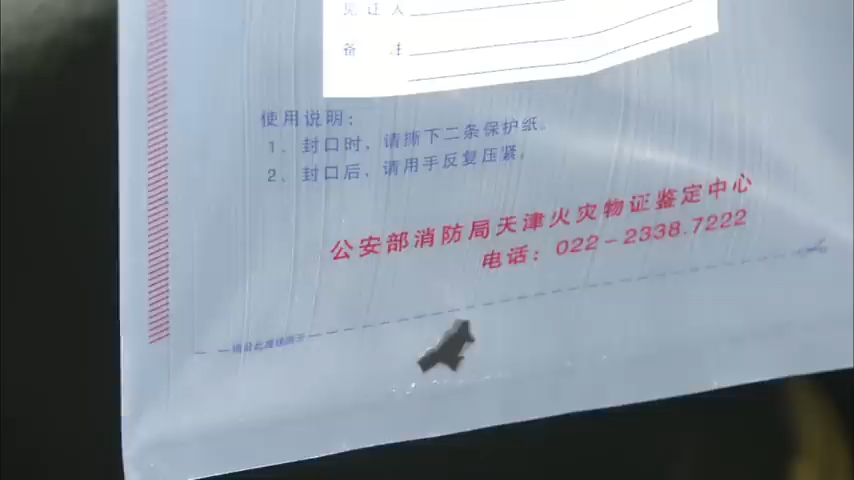 见证人
备 注
使用说明：
1、封口时，请撕下二条保护纸。
2、封口后，请用手反复压紧。
公安部消防局天津火灾物证鉴定中心
电话：022-2338.7222